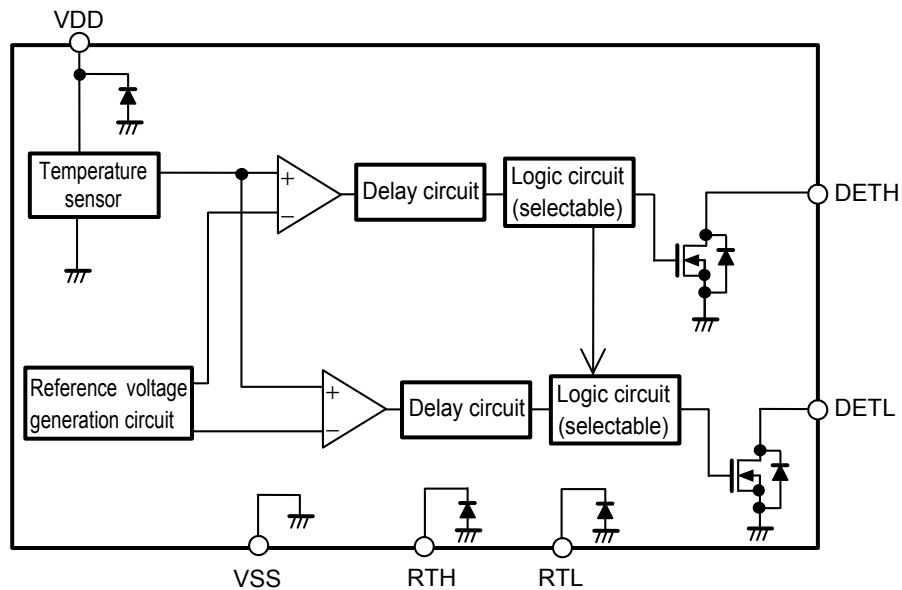 VDD
Temperature
sensor
+
−
Delay circuit
Logic circuit
(selectable)
DETH
Reference voltage
generation circuit
+
−
Delay circuit
Logic circuit
(selectable)
DETL
VSS
RTH
RTL